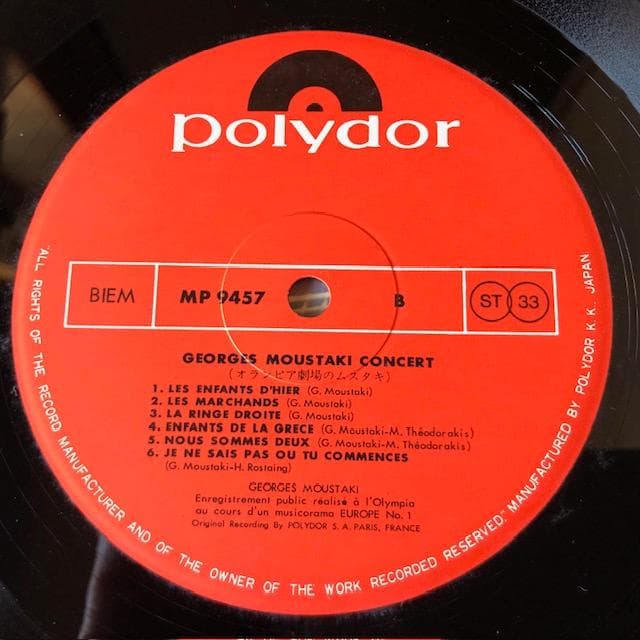 polydor
BIEM MP 9457 B ST 33
GEORGES MOUSTAKI CONCERT
(オランピア劇場のムスタキ)
1. LES ENFANTS D'HIER (G. Moustaki)
2. LES MARCHANDS (G. Moustaki)
3. LA RINGE DROITE (G. Moustaki)
4. ENFANTS DE LA GRECE (G. Moustaki-M. Théodorakis)
5. NOUS SOMMES DEUX (G. Moustaki-M. Théodorakis)
6. JE NE SAIS PAS OU TU COMMENCES
(G. Moustaki-H. Rostaing)
GEORGES MOUSTAKI
Enregistrement public réalisé à l'Olympia
au cours d'un musicorama EUROPE No. 1
Original Recording By POLYDOR S. A. PARIS, FRANCE
"ALL RIGHTS OF THE RECORD MANUFACTURER AND OF THE OWNER OF THE WORK RECORDED RESERVED." MANUFACTURED BY POLYDOR K. K. JAPAN